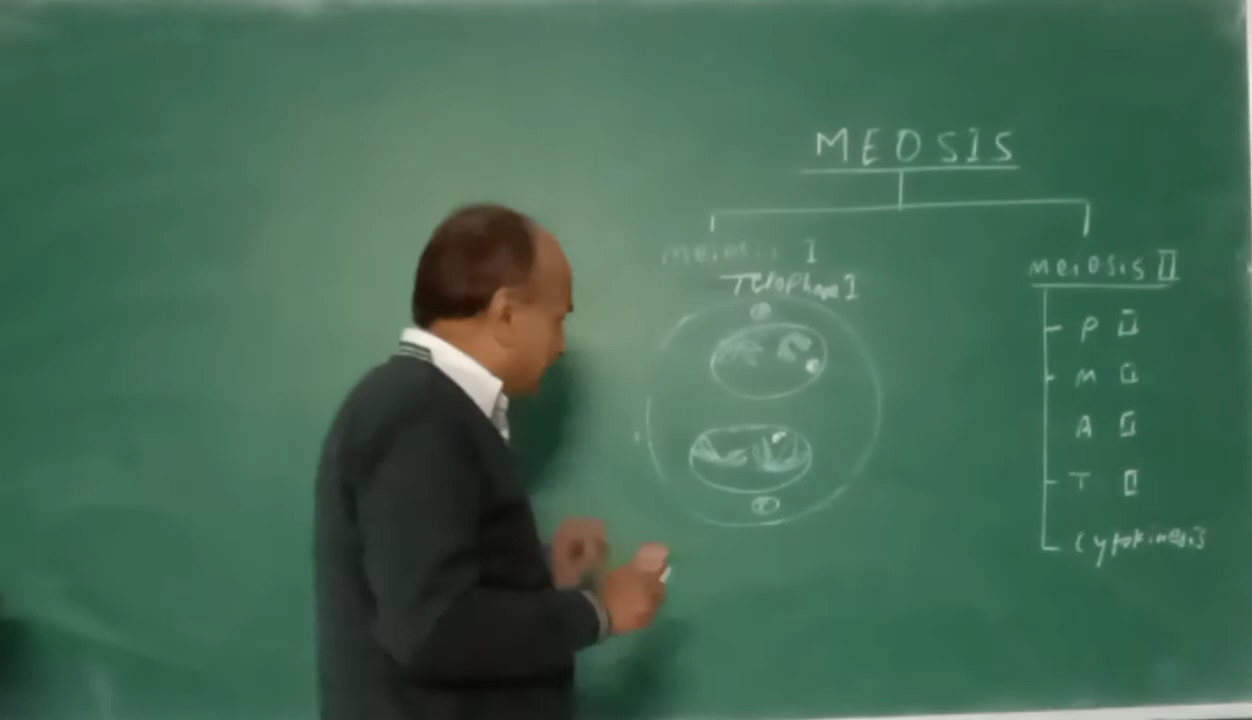 MEOSIS
meiosis I
Telophase I
meiosis II
P II
M II
A II
T II
Cytokinesis